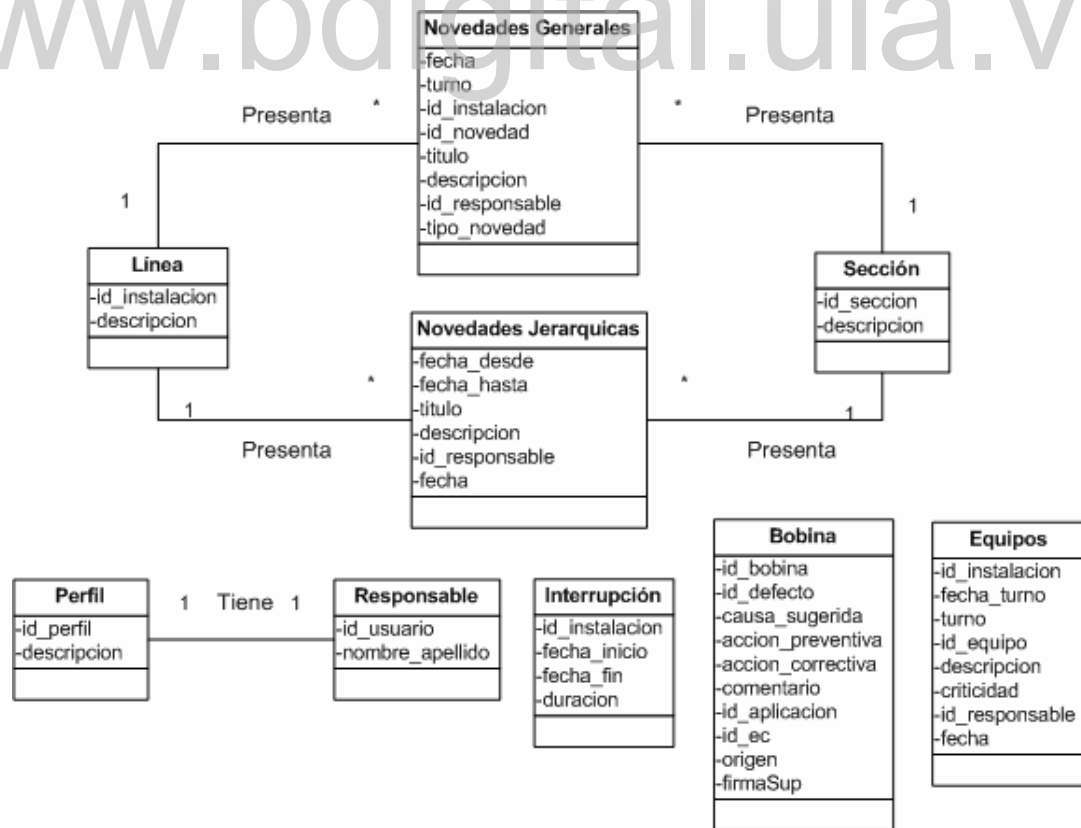 www.bdigital.ula.v
Novedades Generales
-fecha
-turno
-id_instalacion
-id_novedad
-titulo
-descripcion
-id_responsable
-tipo_novedad
Presenta
*
*
Presenta
1
1
Línea
-id_instalacion
-descripcion
Sección
-id_seccion
-descripcion
Novedades Jerarquicas
-fecha_desde
-fecha_hasta
-titulo
-descripcion
-id_responsable
-fecha
*
*
1
1
Presenta
Presenta
Perfil
-id_perfil
-descripcion
1 Tiene 1
Responsable
-id_usuario
-nombre_apellido
Interrupción
-id_instalacion
-fecha_inicio
-fecha_fin
-duracion
Bobina
-id_bobina
-id_defecto
-causa_sugerida
-accion_preventiva
-accion_correctiva
-comentario
-id_aplicacion
-id_ec
-origen
-firmaSup
Equipos
-id_instalacion
-fecha_turno
-turno
-id_equipo
-descripcion
-criticidad
-id_responsable
-fecha